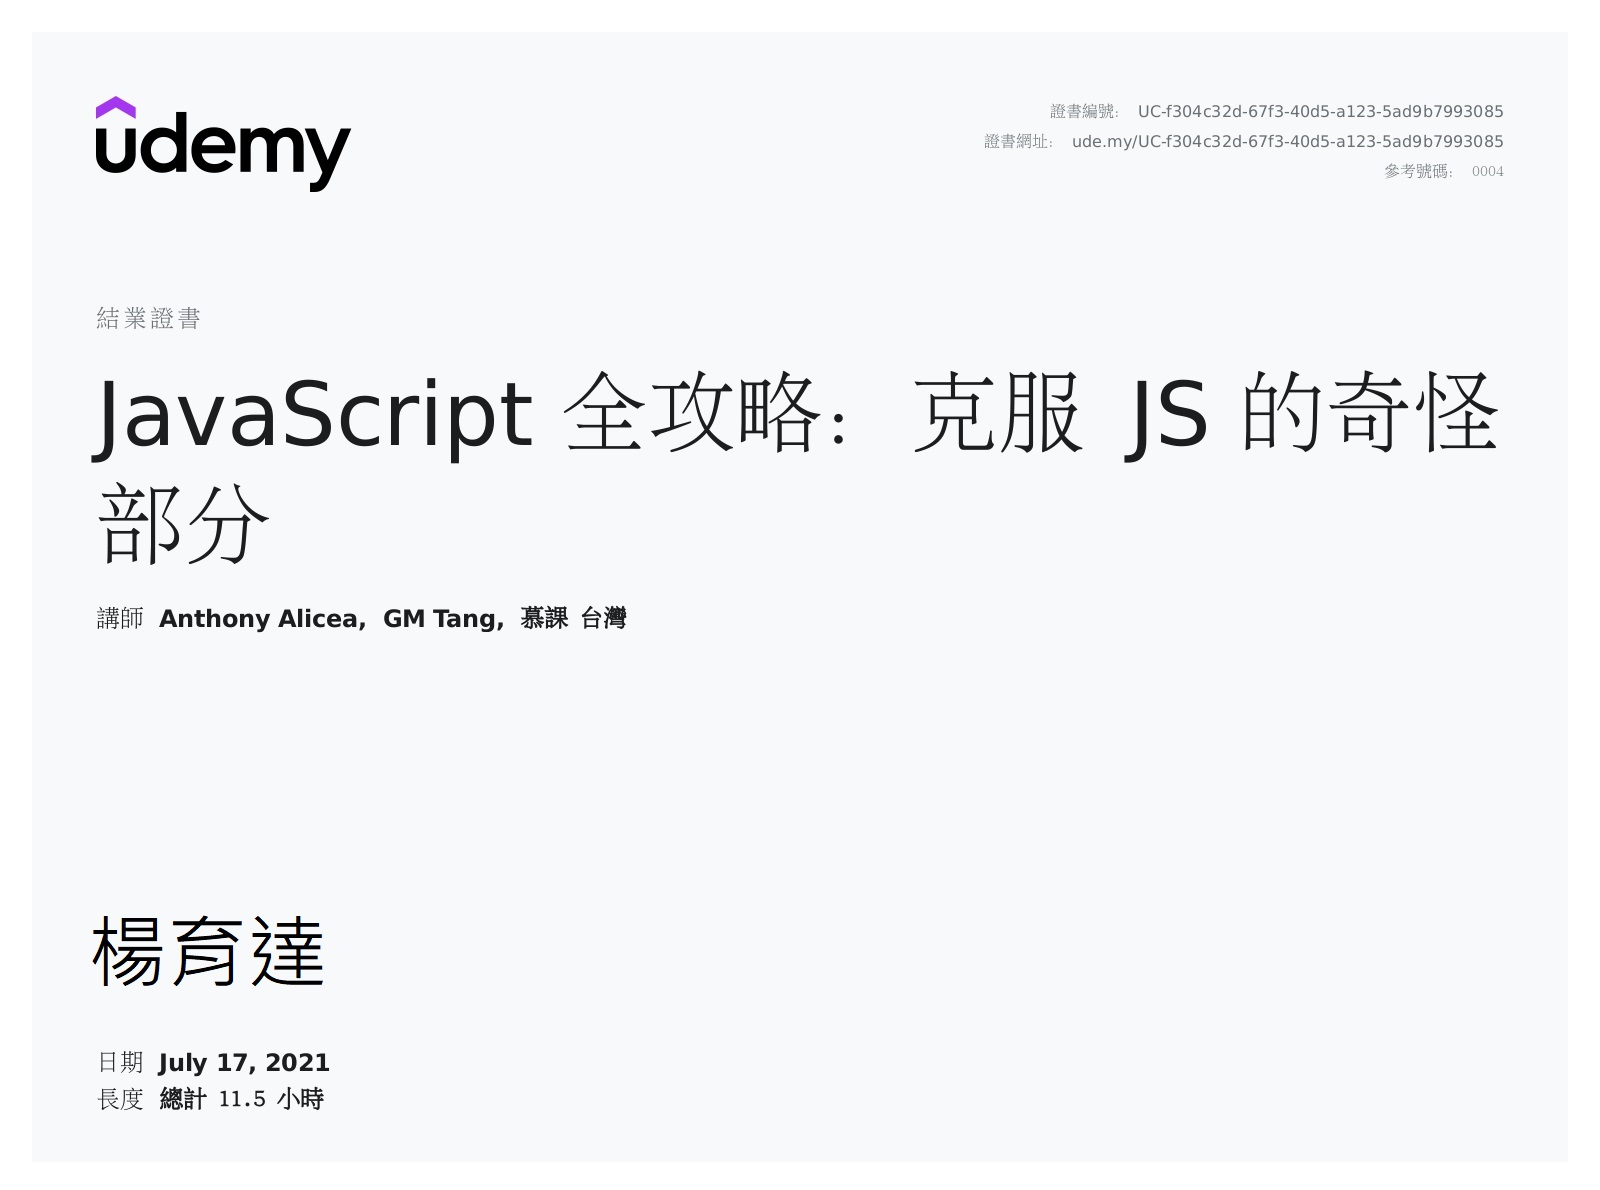 udemy
證書編號: UC-f304c32d-67f3-40d5-a123-5ad9b7993085
證書網址: ude.my/UC-f304c32d-67f3-40d5-a123-5ad9b7993085
參考號碼: 0004
結業證書
JavaScript 全攻略: 克服 JS 的奇怪
部分
講師 Anthony Alicea, GM Tang, 慕課 台灣
楊育達
日期 July 17, 2021
長度 總計 11.5 小時